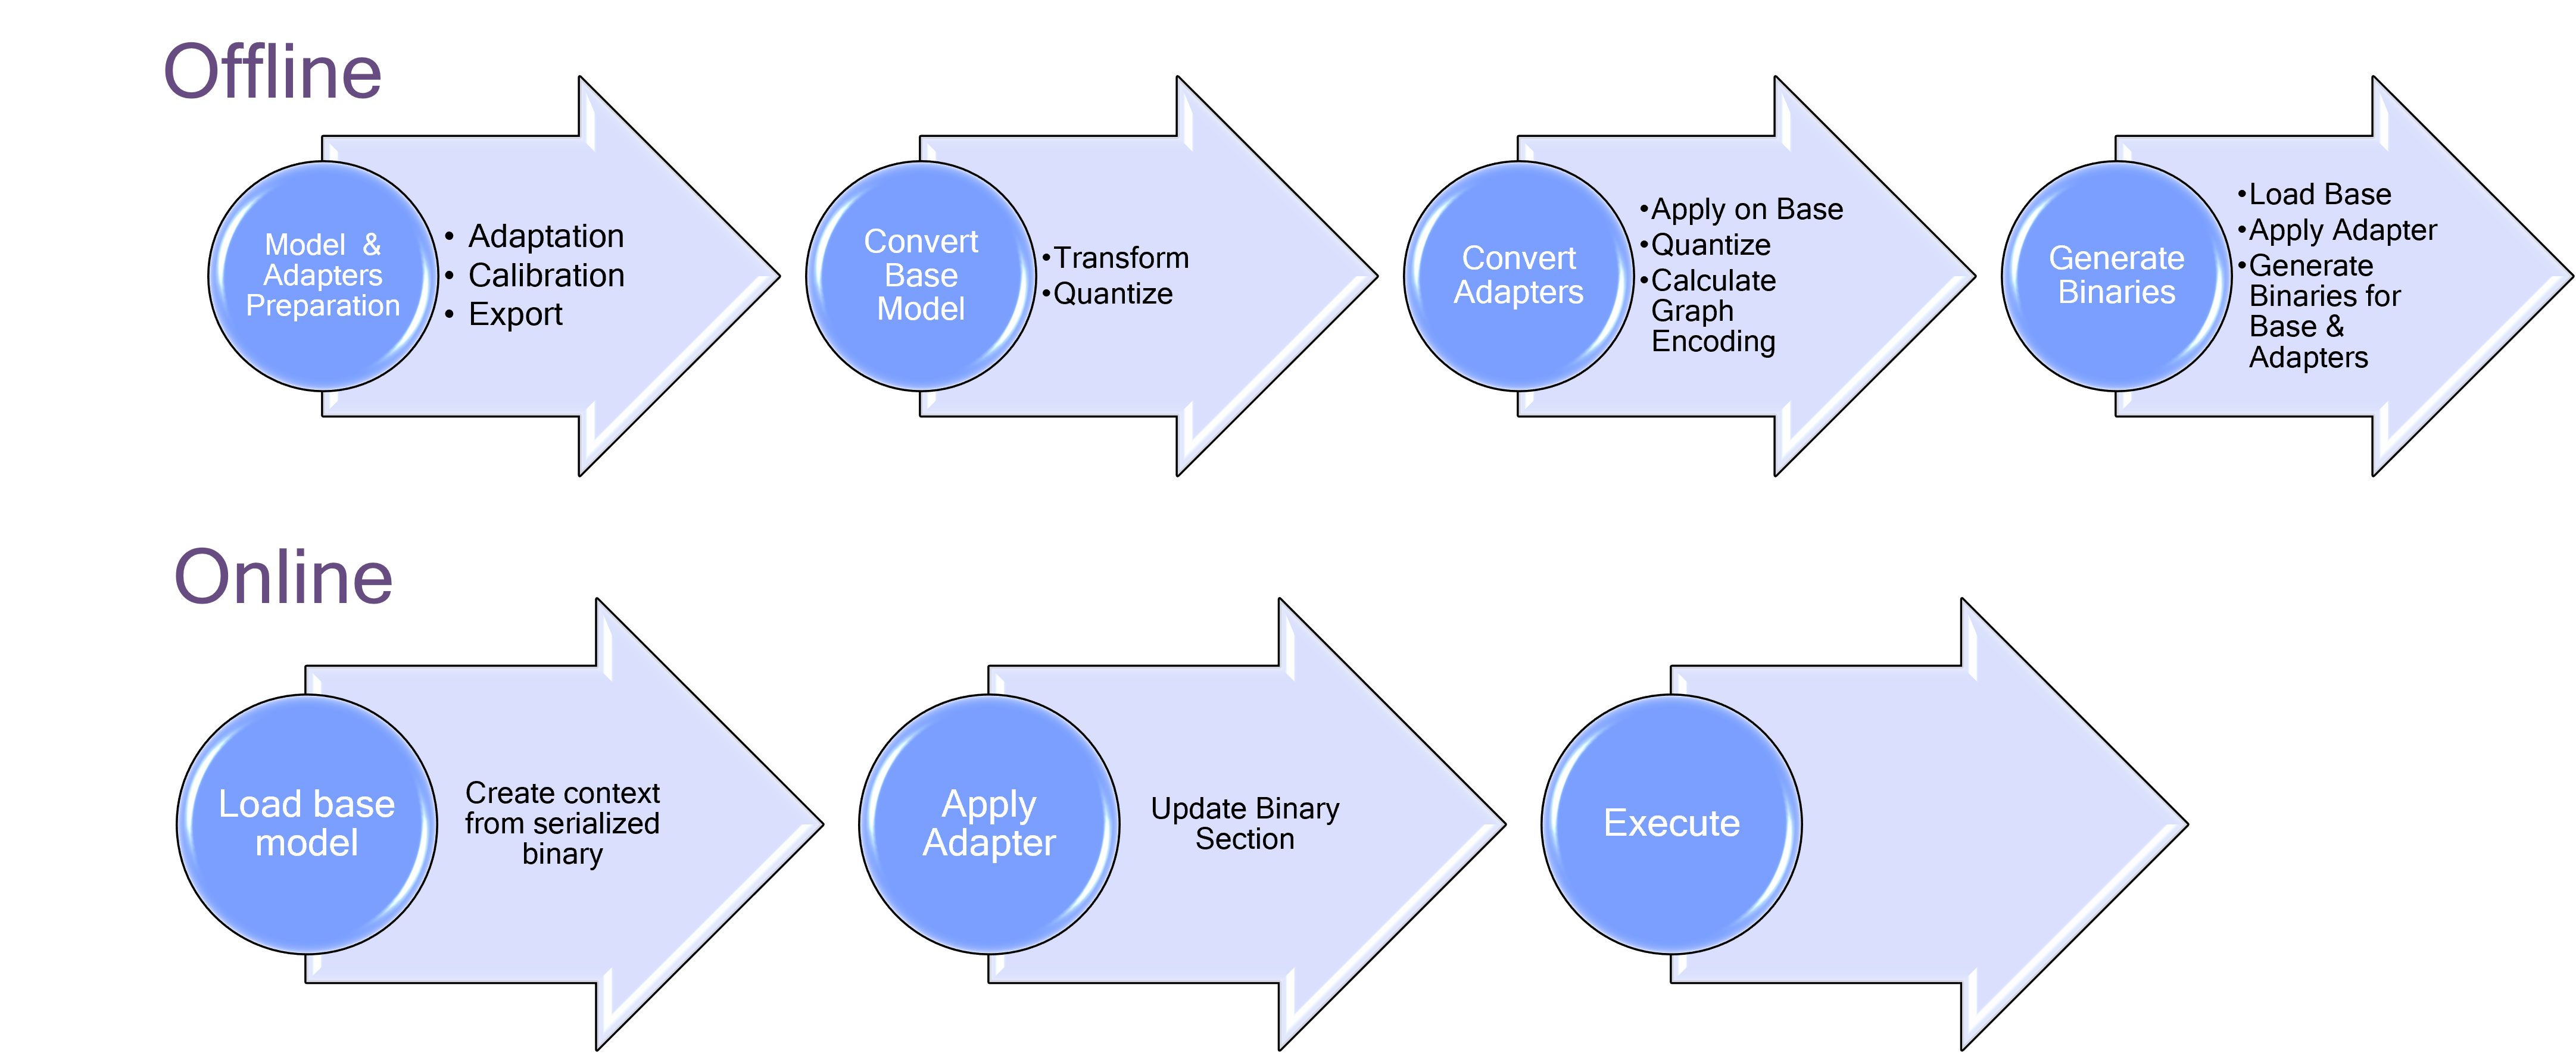 Offline
Model &
Adapters
Preparation
• Adaptation
• Calibration
• Export
Convert
Base
Model
•Transform
•Quantize
Convert
Adapters
•Apply on Base
•Quantize
•Calculate
Graph
Encoding
Generate
Binaries
•Load Base
•Apply Adapter
•Generate
Binaries for
Base &
Adapters
Online
Load base
model
Create context
from serialized
binary
Apply
Adapter
Update Binary
Section
Execute